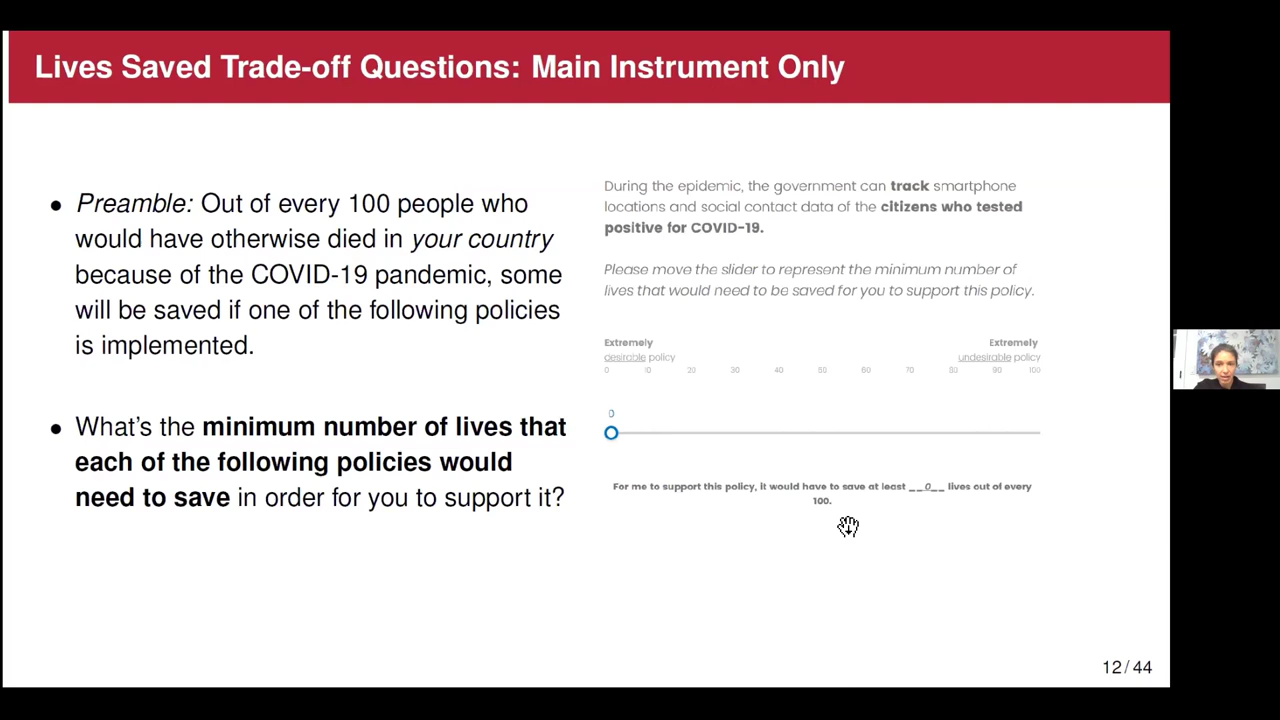 Lives Saved Trade-off Questions: Main Instrument Only
• Preamble: Out of every 100 people who
would have otherwise died in your country
because of the COVID-19 pandemic, some
will be saved if one of the following policies
is implemented.
• What's the minimum number of lives that
each of the following policies would
need to save in order for you to support it?
During the epidemic, the government can track smartphone
locations and social contact data of the citizens who tested
positive for COVID-19.
Please move the slider to represent the minimum number of
lives that would need to be saved for you to support this policy.
Extremely Extremely
desirable policy undesirable policy
0 10 20 30 40 50 60 70 80 90 100
0
For me to support this policy, it would have to save at least __0__ lives out of every
100.
12 / 44